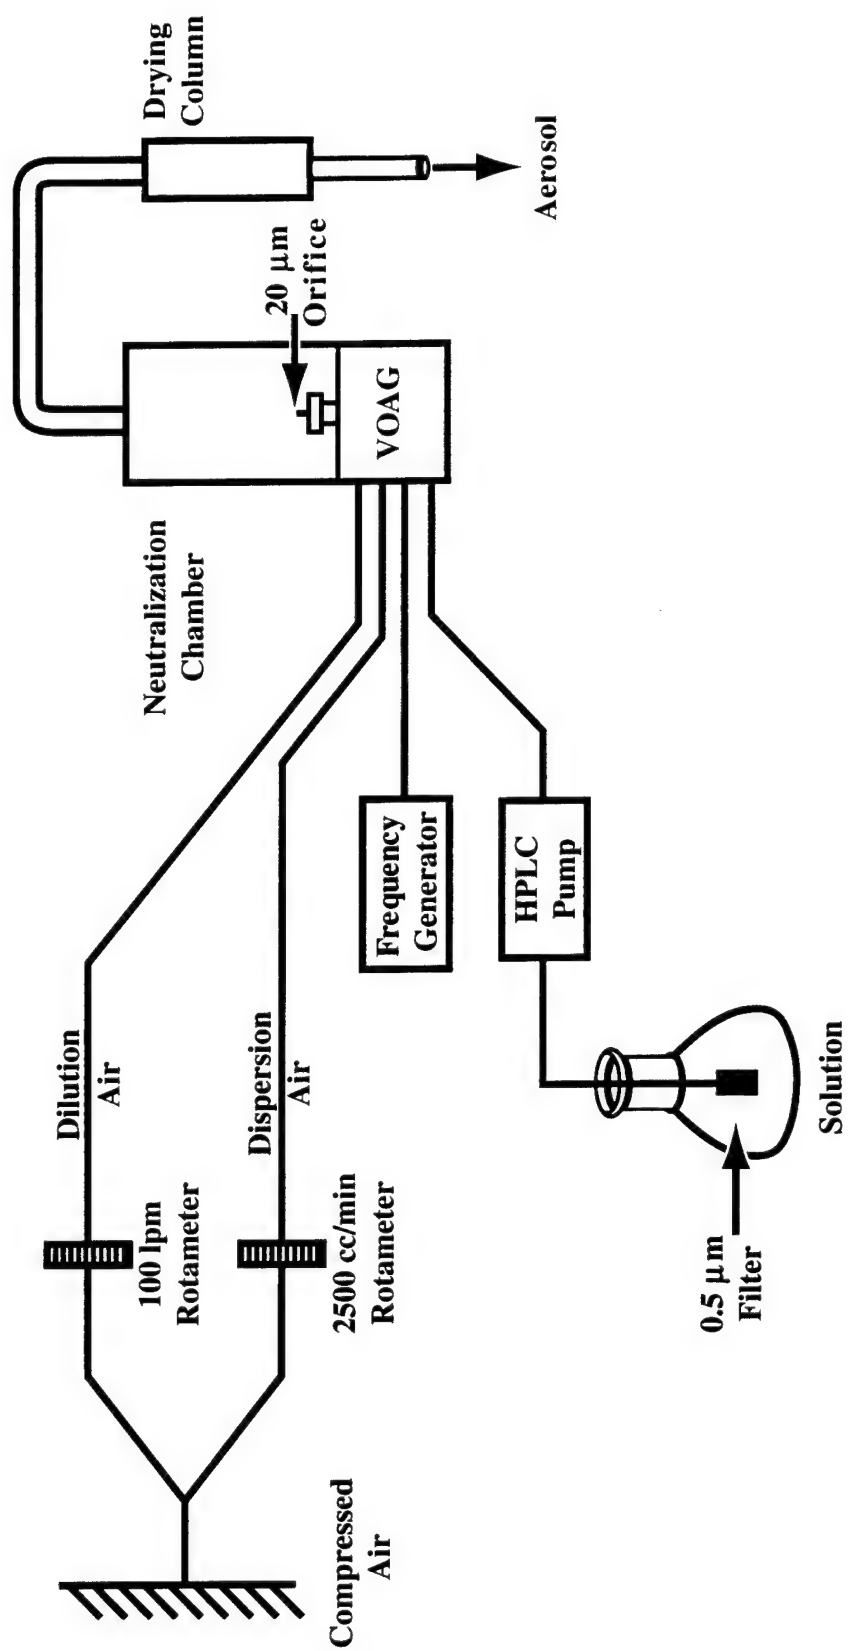 Compressed
Air
100 lpm
Rotameter
2500 cc/min
Rotameter
Dilution
Air
Dispersion
Air
0.5 µm
Filter
Solution
HPLC
Pump
Frequency
Generator
Neutralization
Chamber
VOAG
20 µm
Orifice
Drying
Column
Aerosol